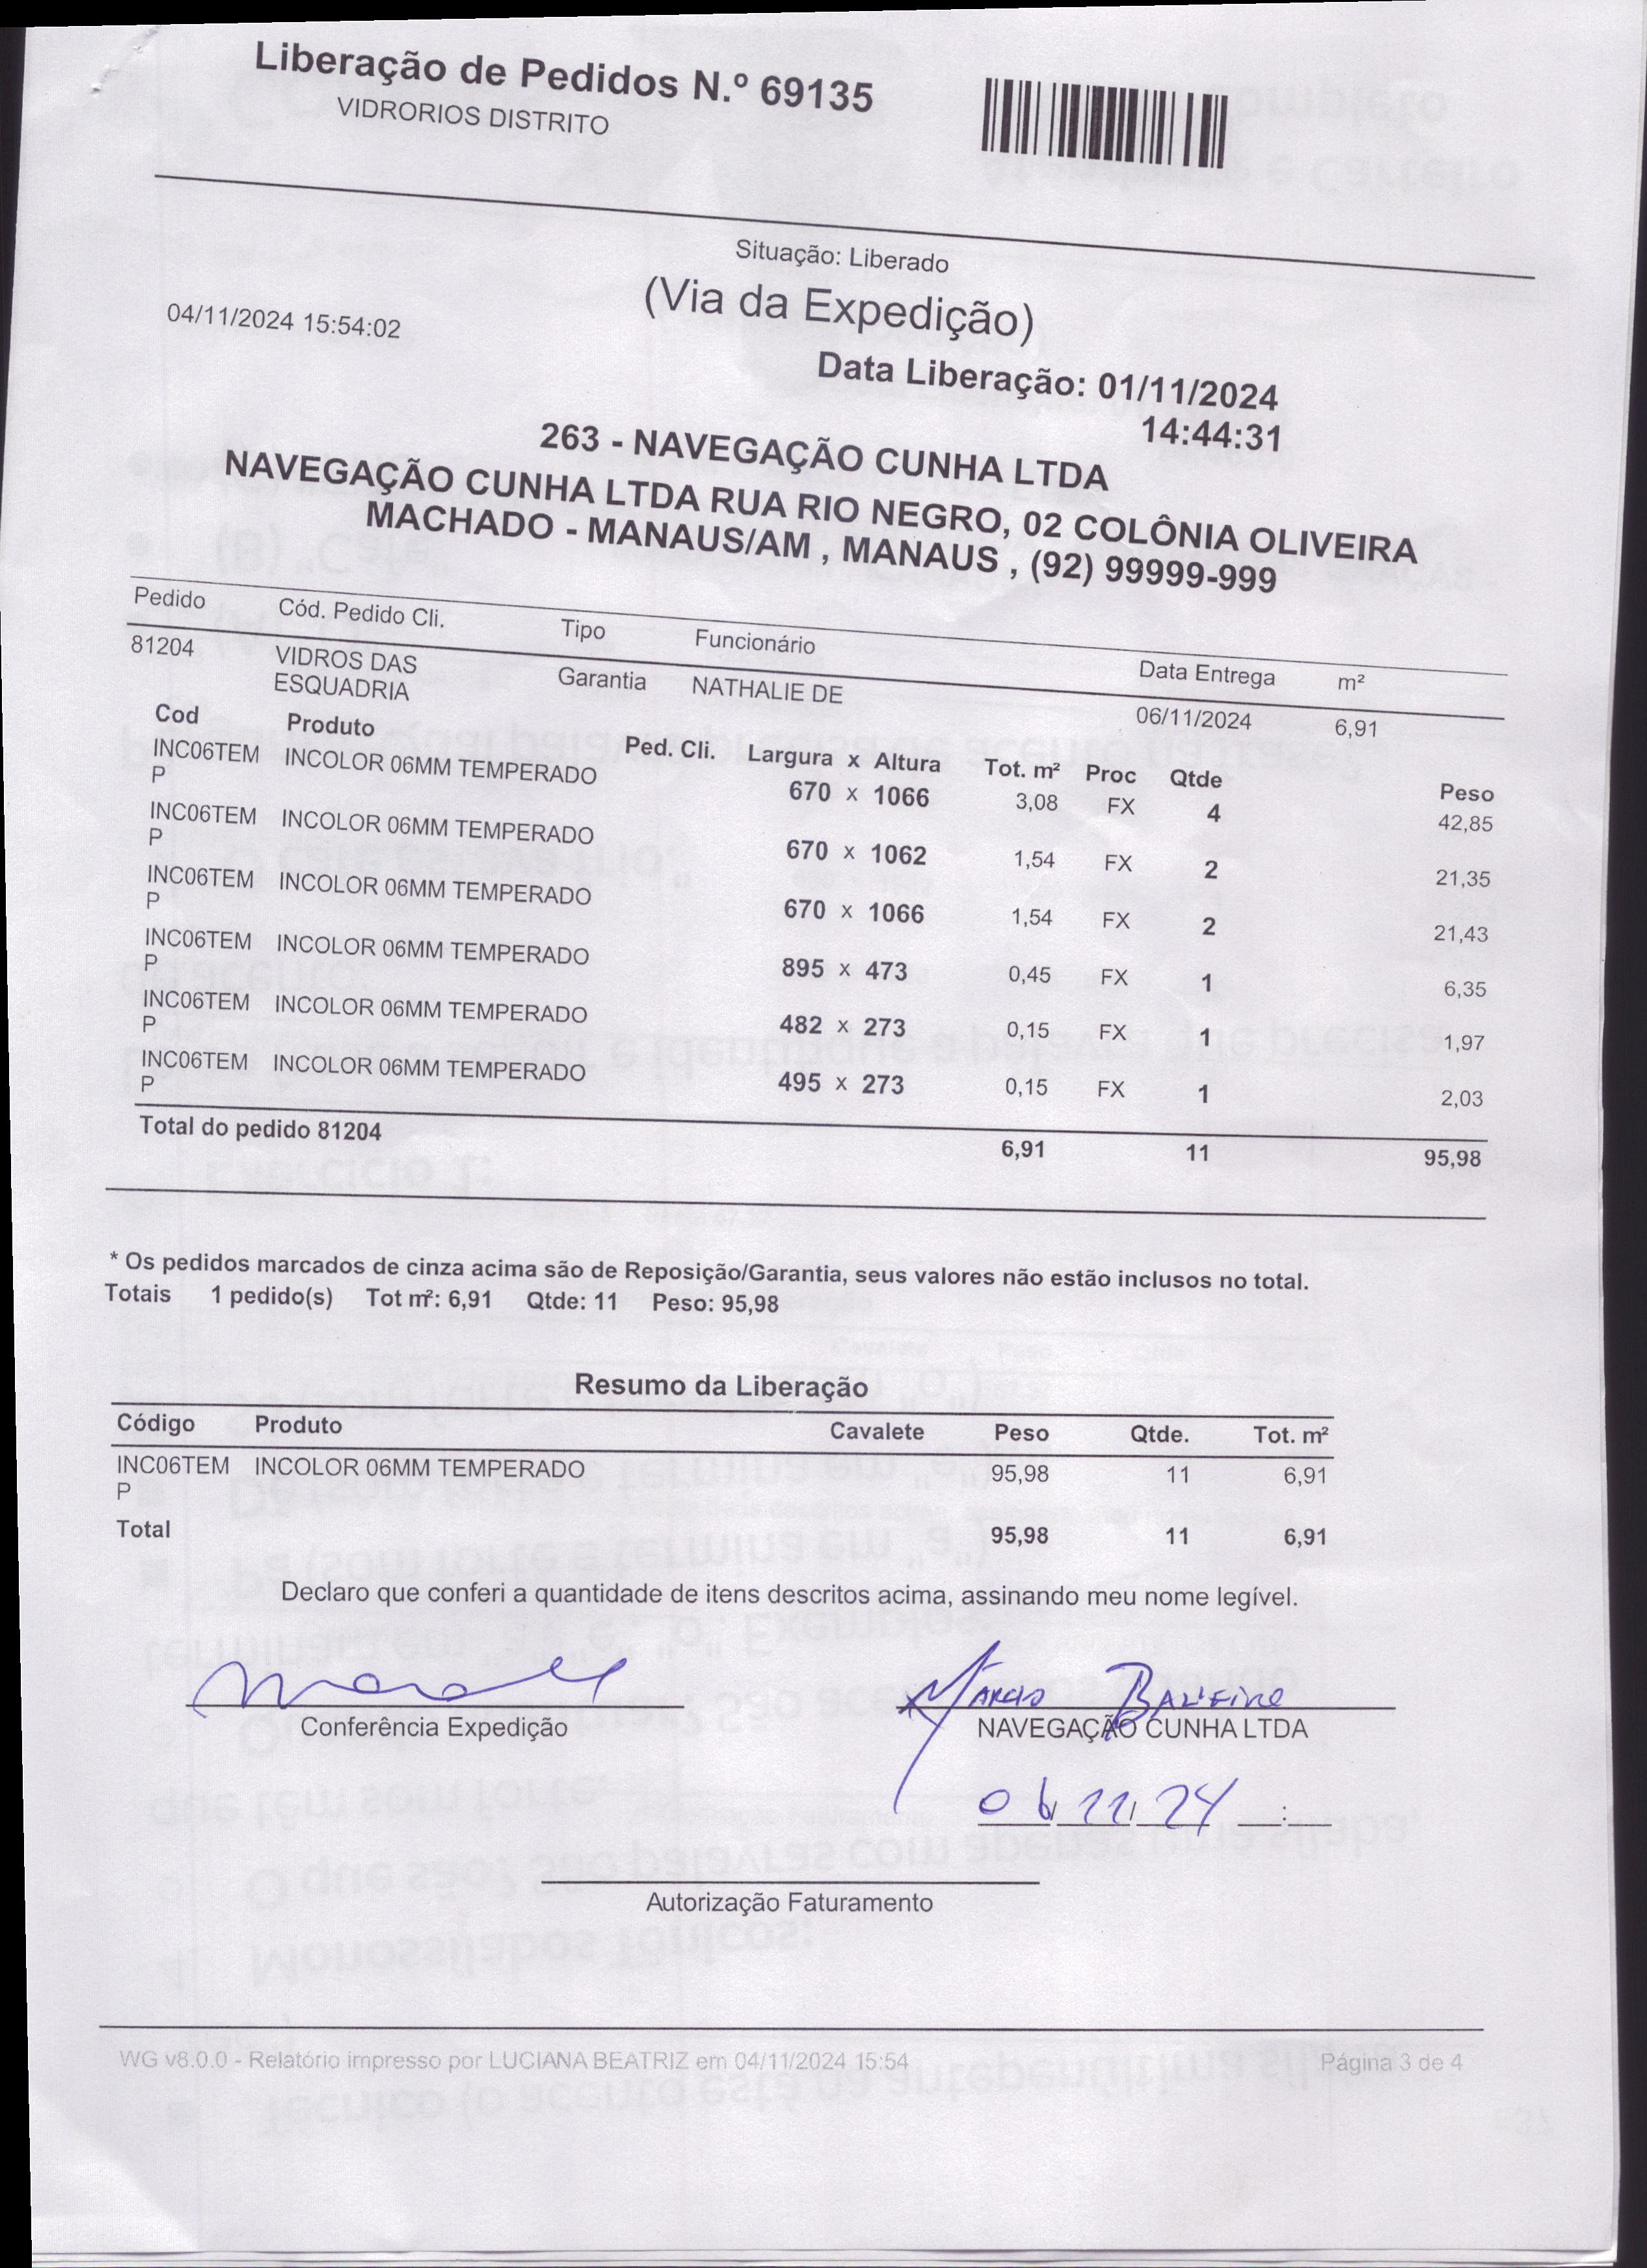 Liberação de Pedidos N.º 69135
VIDRORIOS DISTRITO
Situação: Liberado
(Via da Expedição)
04/11/2024 15:54:02
Data Liberação: 01/11/2024
14:44:31
263 - NAVEGAÇÃO CUNHA LTDA
NAVEGAÇÃO CUNHA LTDA RUA RIO NEGRO, 02 COLÔNIA OLIVEIRA
MACHADO - MANAUS/AM , MANAUS , (92) 99999-999
Pedido Cód. Pedido Cli. Tipo Funcionário Data Entrega m²
81204 VIDROS DAS ESQUADRIA Garantia NATHALIE DE 06/11/2024 6,91
Cod Produto Ped. Cli. Largura x Altura Tot. m² Proc Qtde Peso
INC06TEM INCOLOR 06MM TEMPERADO 670 x 1066 3,08 FX 4 42,85
P
INC06TEM INCOLOR 06MM TEMPERADO 670 x 1062 1,54 FX 2 21,35
P
INC06TEM INCOLOR 06MM TEMPERADO 670 x 1066 1,54 FX 2 21,43
P
INC06TEM INCOLOR 06MM TEMPERADO 895 x 473 0,45 FX 1 6,35
P
INC06TEM INCOLOR 06MM TEMPERADO 482 x 273 0,15 FX 1 1,97
P
INC06TEM INCOLOR 06MM TEMPERADO 495 x 273 0,15 FX 1 2,03
P
Total do pedido 81204 6,91 11 95,98
* Os pedidos marcados de cinza acima são de Reposição/Garantia, seus valores não estão inclusos no total.
Totais 1 pedido(s) Tot m²: 6,91 Qtde: 11 Peso: 95,98
Resumo da Liberação
Código Produto Cavalete Peso Qtde. Tot. m²
INC06TEM INCOLOR 06MM TEMPERADO 95,98 11 6,91
P
Total 95,98 11 6,91
Declaro que conferi a quantidade de itens descritos acima, assinando meu nome legível.
Marcio
Conferência Expedição NAVEGAÇÃO CUNHA LTDA
06/11/24 __:__
Autorização Faturamento
WG v8.0.0 - Relatório impresso por LUCIANA BEATRIZ em 04/11/2024 15:54 Página 3 de 4